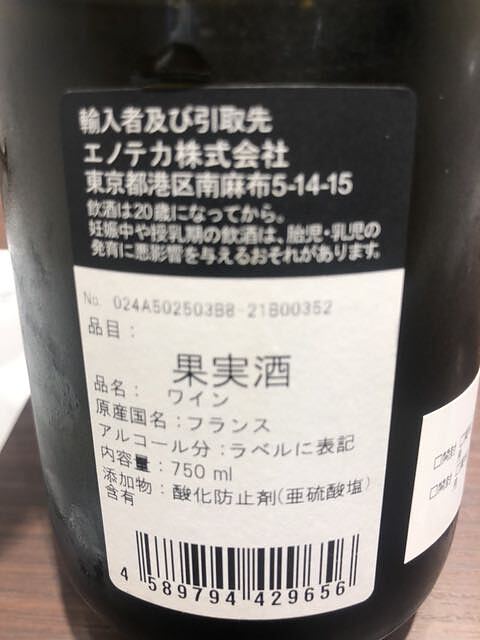 輸入者及び引取先
エノテカ株式会社
東京都港区南麻布5-14-15
飲酒は20歳になってから。
妊娠中や授乳期の飲酒は、胎児・乳児の
発育に悪影響を与えるおそれがあります。
No. 024A502503B8-21B00352
品目：
果実酒
品名： ワイン
原産国名：フランス
アルコール分：ラベルに表記
内容量：750 ml
添加物：酸化防止剤(亜硫酸塩)
含有
4 589794 429656